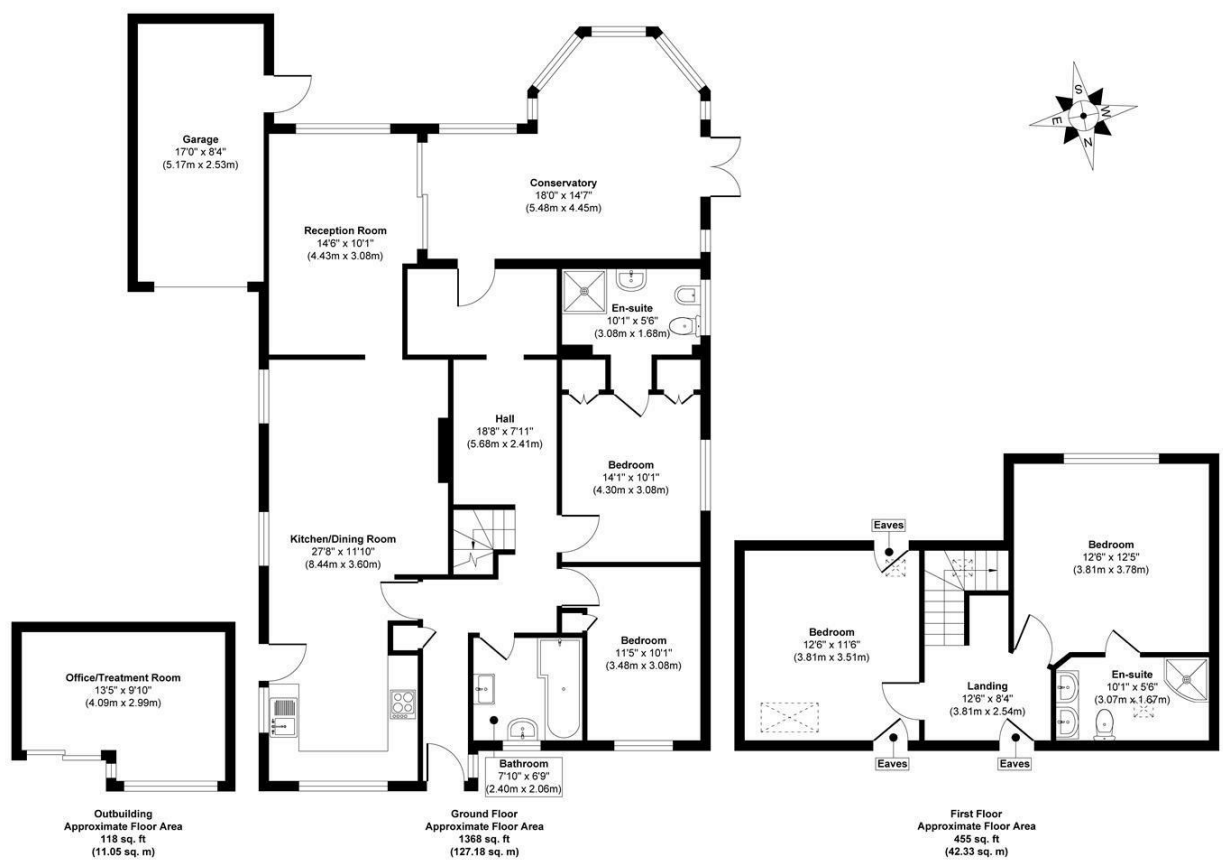 Garage
17'0" x 8'4"
(5.17m x 2.53m)
Reception Room
14'6" x 10'1"
(4.43m x 3.08m)
Conservatory
18'0" x 14'7"
(5.48m x 4.45m)
S
W
E
N
En-suite
10'1" x 5'6"
(3.08m x 1.68m)
Hall
18'8" x 7'11"
(5.68m x 2.41m)
Bedroom
14'1" x 10'1"
(4.30m x 3.08m)
Kitchen/Dining Room
27'8" x 11'10"
(8.44m x 3.60m)
Bedroom
11'5" x 10'1"
(3.48m x 3.08m)
Bathroom
7'10" x 6'9"
(2.40m x 2.06m)
Office/Treatment Room
13'5" x 9'10"
(4.09m x 2.99m)
Eaves
Bedroom
12'6" x 12'5"
(3.81m x 3.78m)
Bedroom
12'6" x 11'6"
(3.81m x 3.51m)
Landing
12'6" x 8'4"
(3.81m x 2.54m)
En-suite
10'1" x 5'6"
(3.07m x 1.67m)
Eaves
Eaves
Outbuilding
Approximate Floor Area
118 sq. ft
(11.05 sq. m)
Ground Floor
Approximate Floor Area
1368 sq. ft
(127.18 sq. m)
First Floor
Approximate Floor Area
455 sq. ft
(42.33 sq. m)